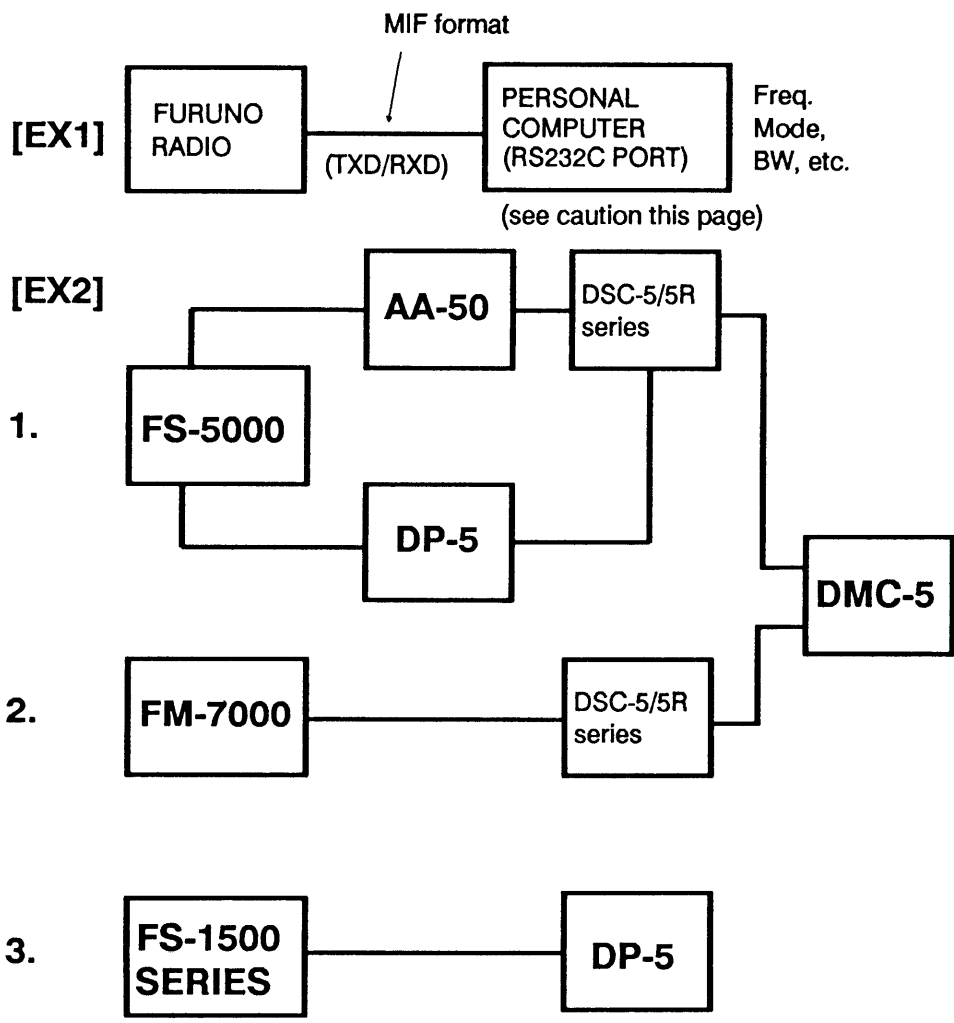 MIF format
[EX1]
FURUNO
RADIO
(TXD/RXD)
PERSONAL
COMPUTER
(RS232C PORT)
Freq.
Mode,
BW, etc.
(see caution this page)
[EX2]
1.
FS-5000
AA-50
DSC-5/5R
series
DP-5
DMC-5
2.
FM-7000
DSC-5/5R
series
3.
FS-1500
SERIES
DP-5